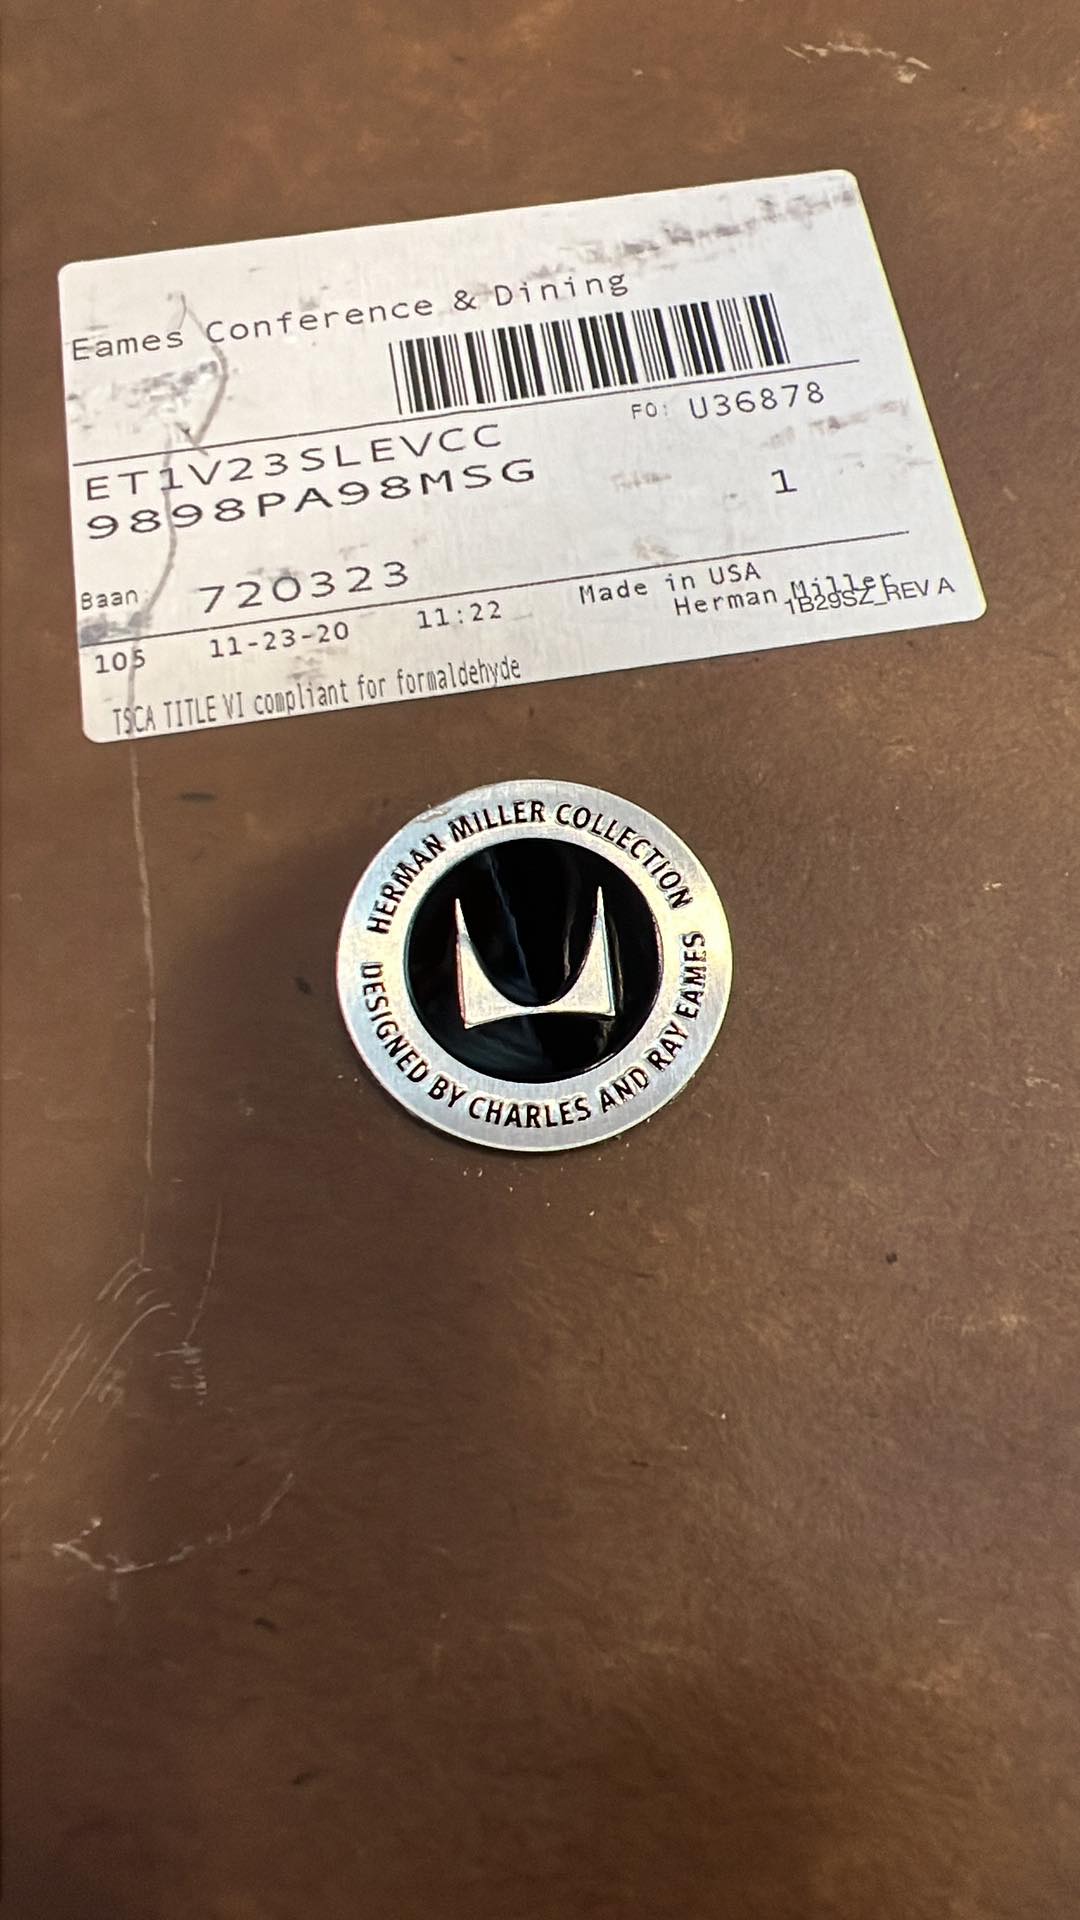 Eames Conference & Dining
FO: U36878
ET1V23SLEVCC
9898PA98MSG
1
Baan: 720323
Made in USA
105 11-23-20 11:22
Herman Miller
1B29SZ_REV A
TSCA TITLE VI compliant for formaldehyde
HERMAN MILLER COLLECTION
DESIGNED BY CHARLES AND RAY EAMES